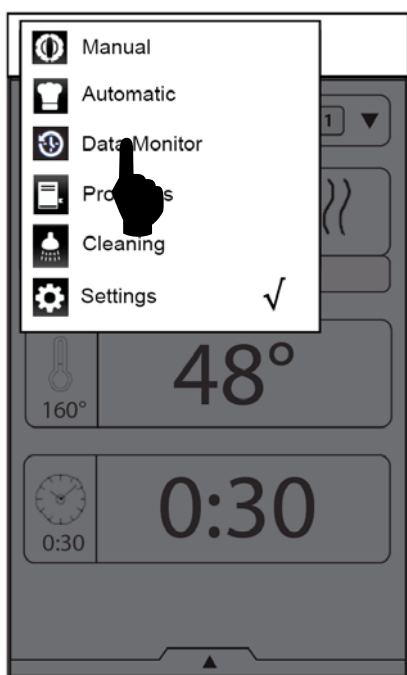 Manual
Automatic
Data Monitor
Cleaning
Settings √
1 ▼
48°
160°
0:30
0:30
▲